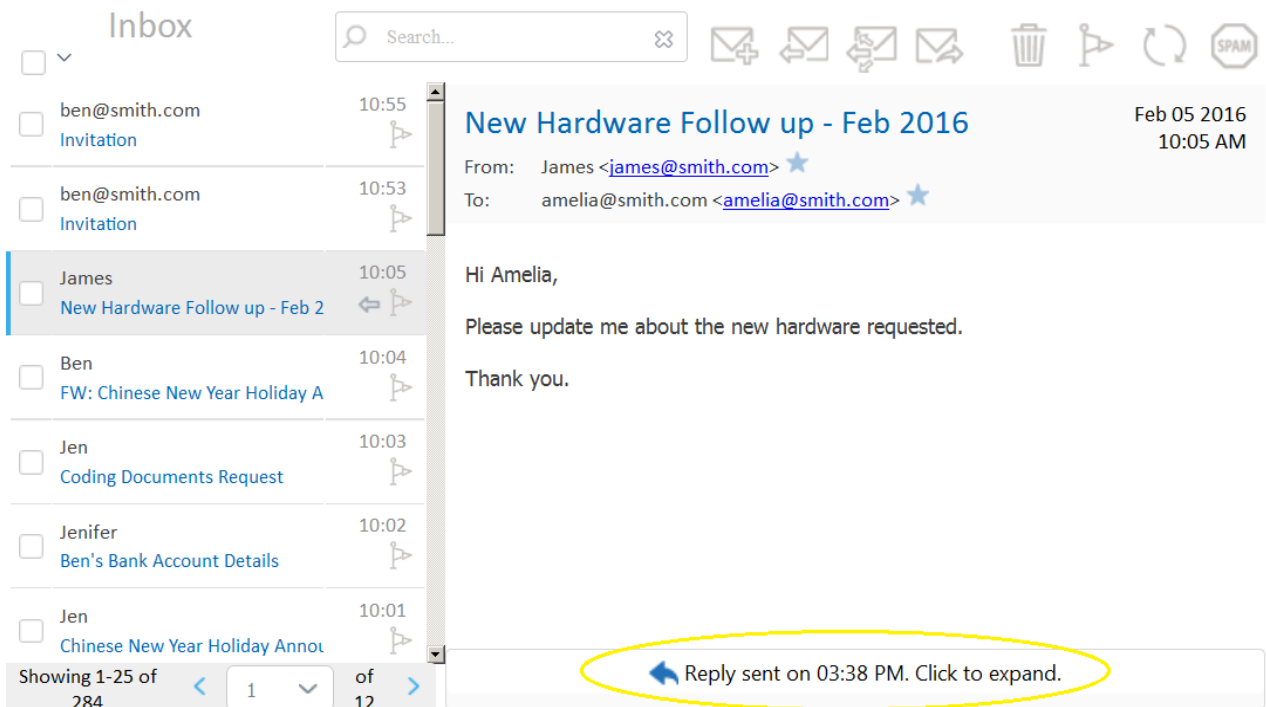 Inbox
Search...
SPAM
ben@smith.com
10:55
Invitation
ben@smith.com
10:53
Invitation
James
10:05
New Hardware Follow up - Feb 2
Ben
10:04
FW: Chinese New Year Holiday A
Jen
10:03
Coding Documents Request
Jenifer
10:02
Ben's Bank Account Details
Jen
10:01
Chinese New Year Holiday Annou
Showing 1-25 of
284
1
of
12
New Hardware Follow up - Feb 2016
Feb 05 2016
10:05 AM
From: James <james@smith.com>
To: amelia@smith.com <amelia@smith.com>
Hi Amelia,
Please update me about the new hardware requested.
Thank you.
Reply sent on 03:38 PM. Click to expand.